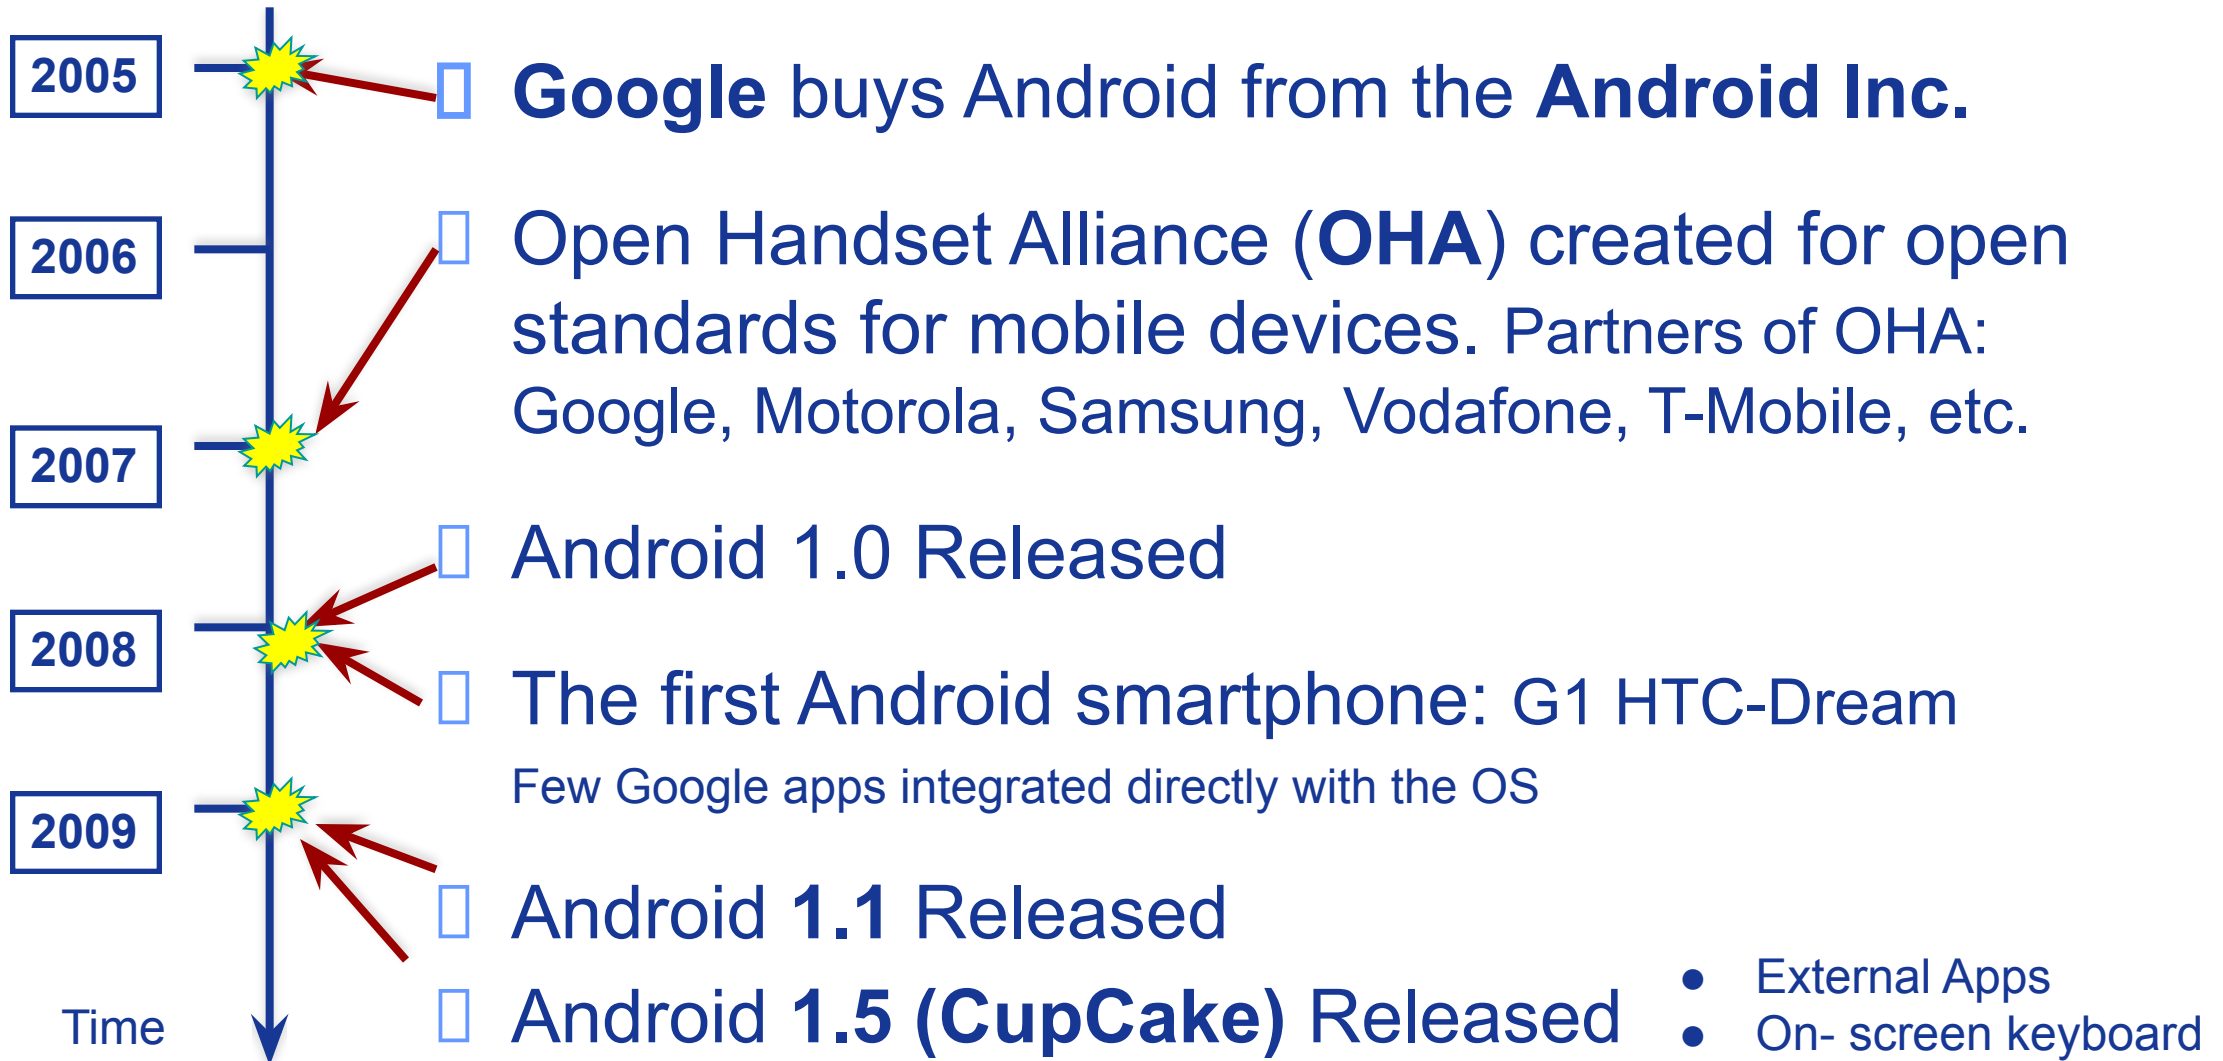 2005
Google buys Android from the Android Inc.
2006
Open Handset Alliance (OHA) created for open
standards for mobile devices. Partners of OHA:
Google, Motorola, Samsung, Vodafone, T-Mobile, etc.
2007
Android 1.0 Released
2008
The first Android smartphone: G1 HTC-Dream
Few Google apps integrated directly with the OS
2009
Android 1.1 Released
Android 1.5 (CupCake) Released
● External Apps
● On- screen keyboard
Time